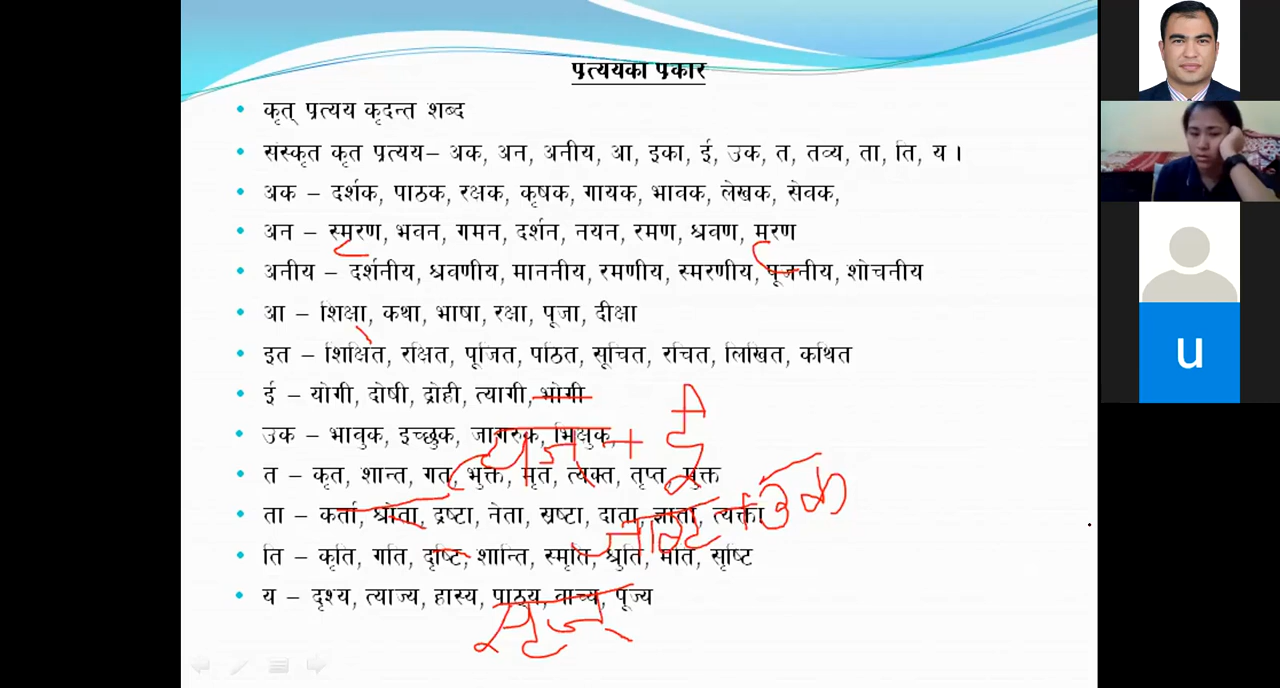 प्रत्ययका प्रकार
• कृत् प्रत्यय कृदन्त शब्द
• संस्कृत कृत प्रत्यय– अक, अन, अनीय, आ, इका, ई, उक, त, तव्य, ता, ति, य ।
• अक – दर्शक, पाठक, रक्षक, कृषक, गायक, भावक, लेखक, सेवक,
• अन – स्मरण, भवन, गमन, दर्शन, नयन, रमण, श्रवण, मरण
• अनीय – दर्शनीय, श्रवणीय, माननीय, रमणीय, स्मरणीय, पूजनीय, शोचनीय
• आ – शिक्षा, कथा, भाषा, रक्षा, पूजा, दीक्षा
• इत – शिक्षित, रक्षित, पूजित, पठित, सूचित, रचित, लिखित, कथित
• ई – योगी, दोषी, द्रोही, त्यागी, भोगी
• उक – भावुक, इच्छुक, जागरुक, भिक्षुक,
त्यज् + ई
• त – कृत, शान्त, गत, भुक्त, मृत, त्यक्त, तृप्त, मुक्त
• ता – कर्ता, श्रोता, द्रष्टा, नेता, स्रष्टा, दाता, ज्ञाता, त्यक्ता
+ उक
• ति – कृति, गति, दृष्टि, शान्ति, स्मृति, श्रुति, मति, सृष्टि
• य – दृश्य, त्याज्य, हास्य, पाठ्य, वाच्य, पूज्य
सृज्
u